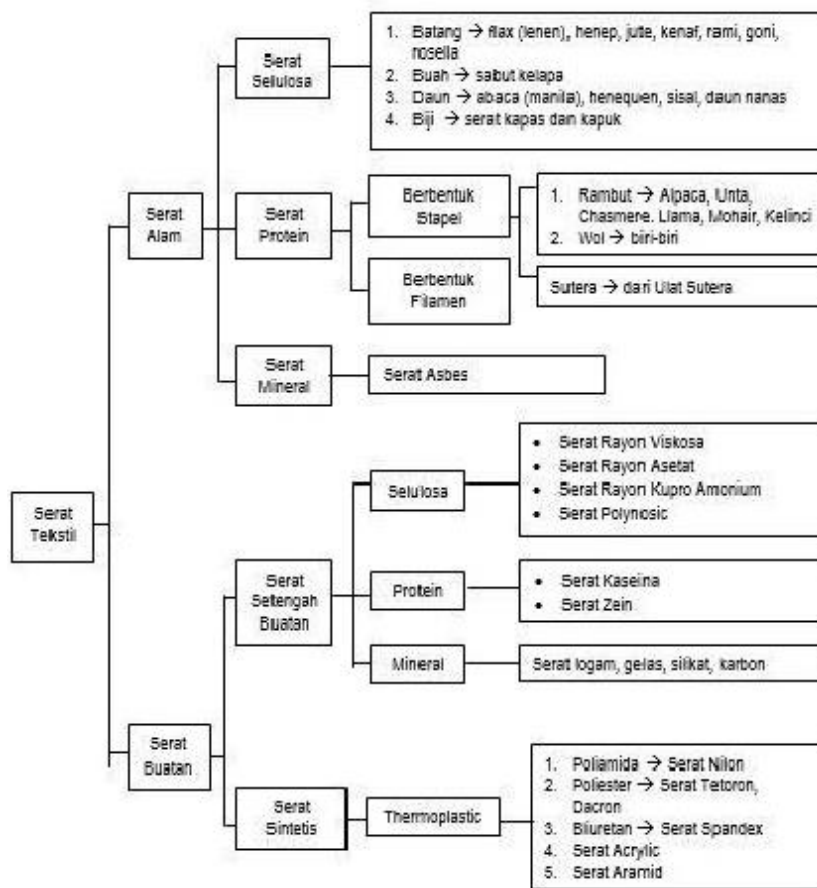 Serat
Tekstil
Serat
Alam
Serat
Sellulosa
1. Batang → flax (lenen), henep, jute, kenaf, rami, goni,
rosella
2. Buah → sabut kelapa
3. Daun → abaca (manila), henequen, sisal, daun nanas
4. Biji → serat kapas dan kapuk
Serat
Protein
Berbentuk
Stapel
1. Rambut → Alpaca, Unta,
Chasmere, Llama, Mohair, Kelinci
2. Wol → biri-biri
Berbentuk
Filamen
Sutera → dari Ulat Sutera
Serat
Mineral
Serat Asbes
Serat
Buatan
Serat
Setengah
Buatan
Selulosa
• Serat Rayon Viskosa
• Serat Rayon Asetat
• Serat Rayon Kupro Amonium
• Serat Polynosic
Protein
• Serat Kaseina
• Serat Zein
Mineral
Serat logam, gelas, silikat, karbon
Serat
Sintetis
Thermoplastic
1. Poliamida → Serat Nilon
2. Poliester → Serat Tetoron,
Dacron
3. Biuretan → Serat Spandex
4. Serat Acrylic
5. Serat Aramid